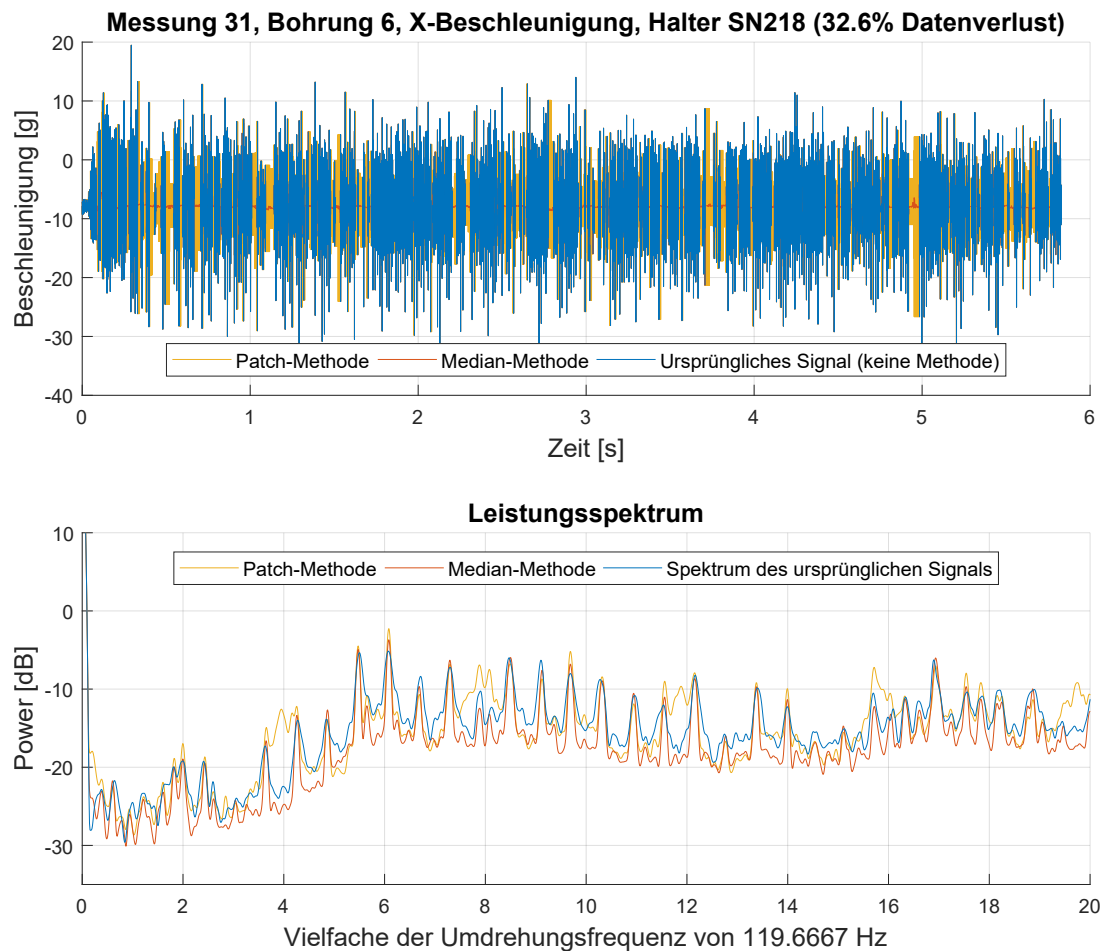 Messung 31, Bohrung 6, X-Beschleunigung, Halter SN218 (32.6% Datenverlust)
20
10
0
-10
-20
-30
-40
Beschleunigung [g]
Patch-Methode Median-Methode Ursprüngliches Signal (keine Methode)
0 1 2 3 4 5 6
Zeit [s]
Leistungsspektrum
10
0
-10
-20
-30
Power [dB]
Patch-Methode Median-Methode Spektrum des ursprünglichen Signals
0 2 4 6 8 10 12 14 16 18 20
Vielfache der Umdrehungsfrequenz von 119.6667 Hz